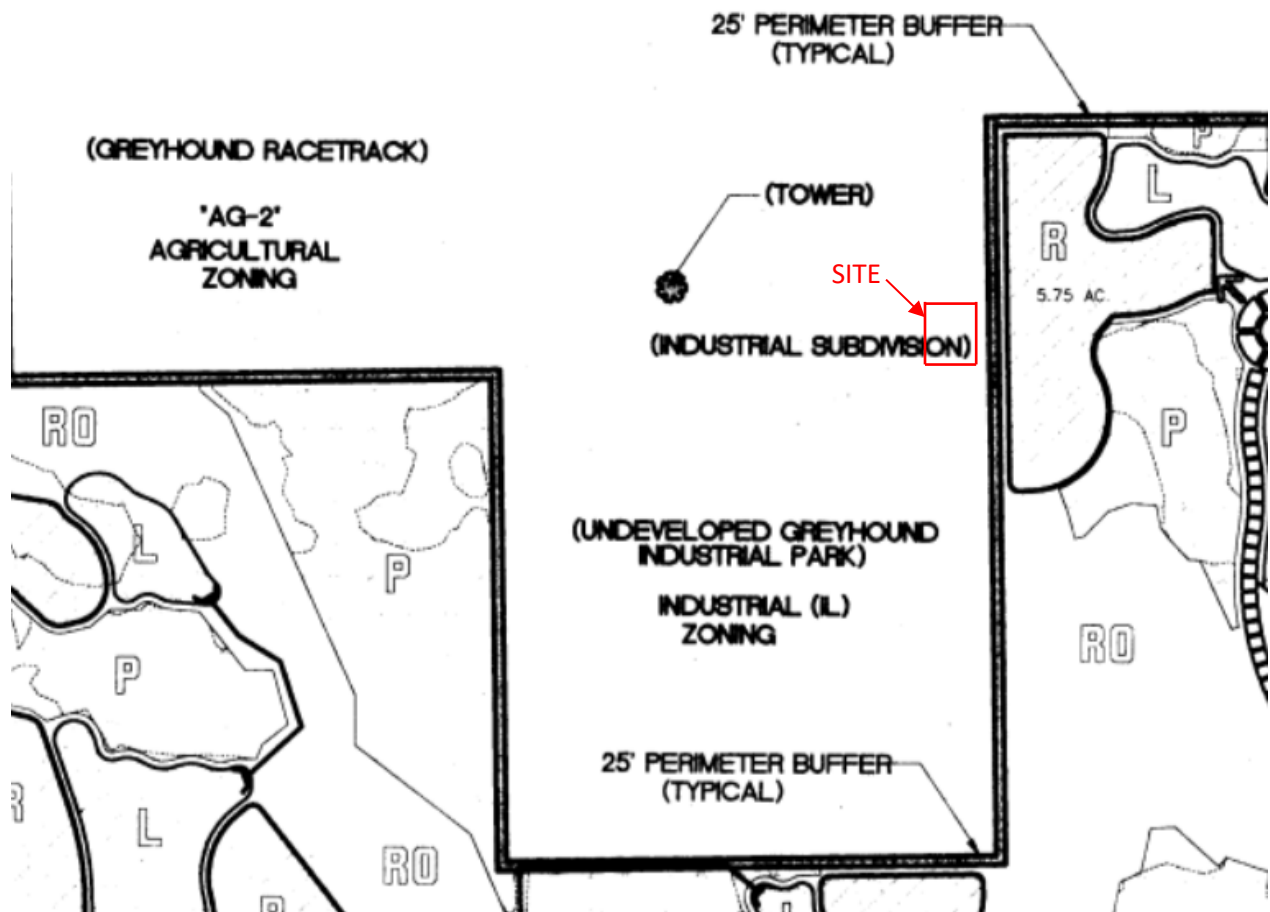 25' PERIMETER BUFFER
(TYPICAL)
(GREYHOUND RACETRACK)
"AG-2"
AGRICULTURAL
ZONING
(TOWER)
SITE
(INDUSTRIAL SUBDIVISION)
P
L
R
5.75 AC.
P
RO
RO
L
P
P
(UNDEVELOPED GREYHOUND
INDUSTRIAL PARK)
INDUSTRIAL (IL)
ZONING
25' PERIMETER BUFFER
(TYPICAL)
R
L
RO
R
L